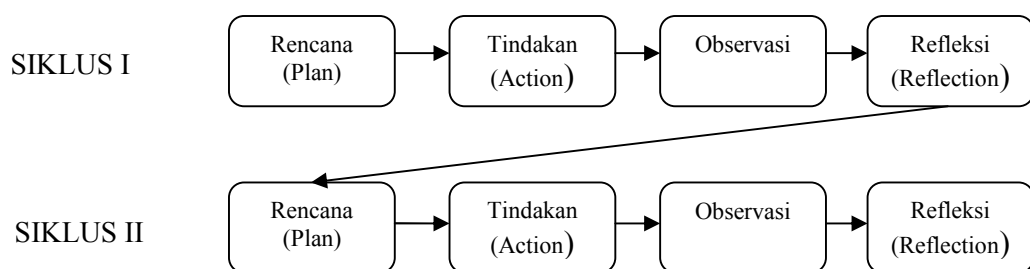 SIKLUS I
Rencana
(Plan)
Tindakan
(Action)
Observasi
Refleksi
(Reflection)
SIKLUS II
Rencana
(Plan)
Tindakan
(Action)
Observasi
Refleksi
(Reflection)